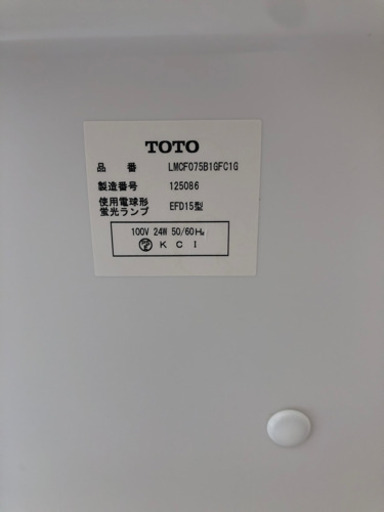 TOTO
品 番 LMCF075B1GFC1G
製造番号 125086
使用電球形
蛍光ランプ EFD15型
100V 24W 50/60Hz
KCI